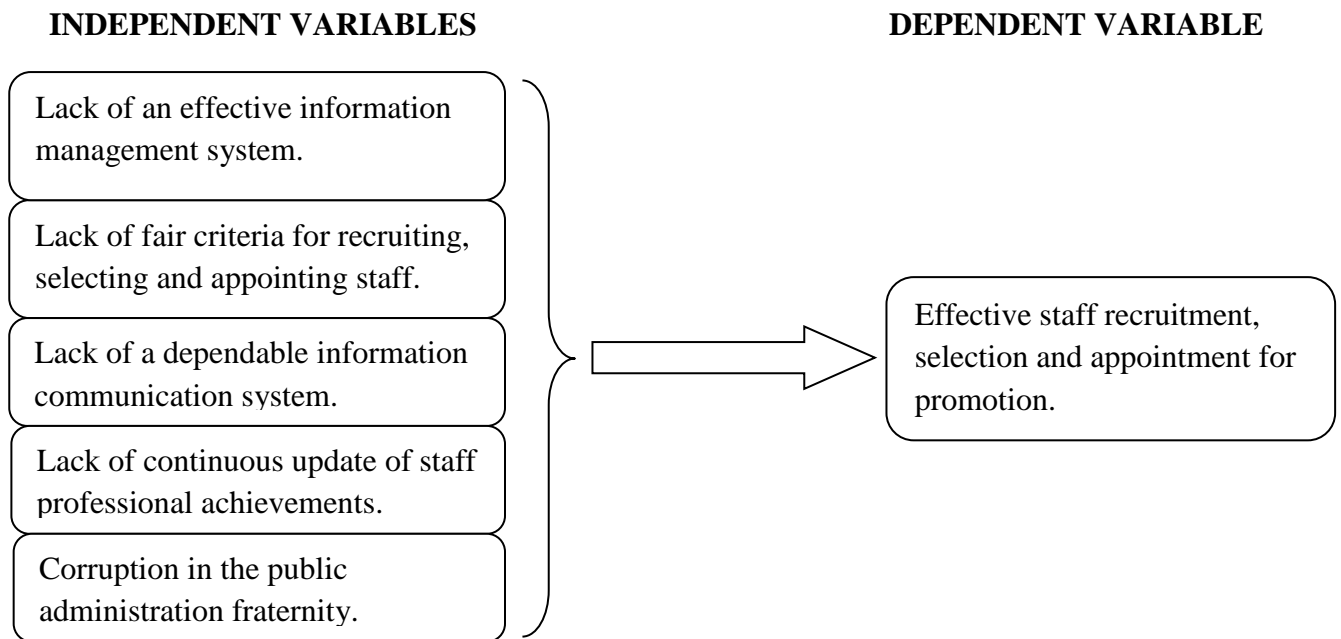 INDEPENDENT VARIABLES
DEPENDENT VARIABLE
Lack of an effective information
management system.
Lack of fair criteria for recruiting,
selecting and appointing staff.
Lack of a dependable information
communication system.
Lack of continuous update of staff
professional achievements.
Corruption in the public
administration fraternity.
Effective staff recruitment,
selection and appointment for
promotion.